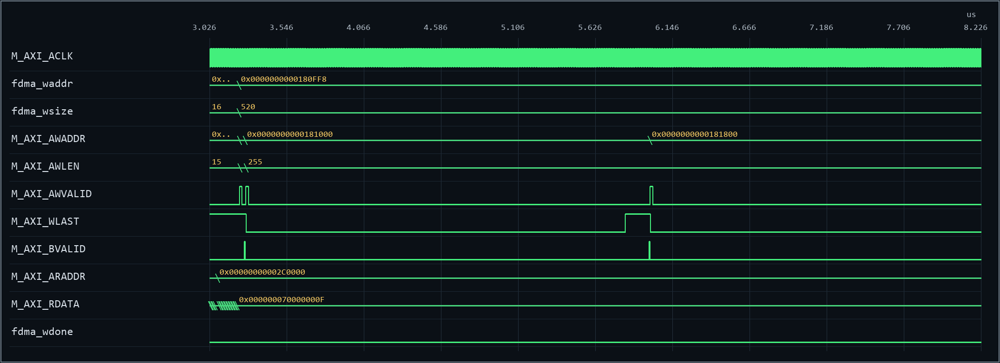 us
3.026 3.546 4.066 4.586 5.106 5.626 6.146 6.666 7.186 7.706 8.226
M_AXI_ACLK
fdma_waddr 0x.. 0x0000000000180FF8
fdma_wsize 16 520
M_AXI_AWADDR 0x.. 0x0000000000181000 0x0000000000181800
M_AXI_AWLEN 15 255
M_AXI_AWVALID
M_AXI_WLAST
M_AXI_BVALID
M_AXI_ARADDR 0x00000000002C0000
M_AXI_RDATA 0x000000070000000F
fdma_wdone